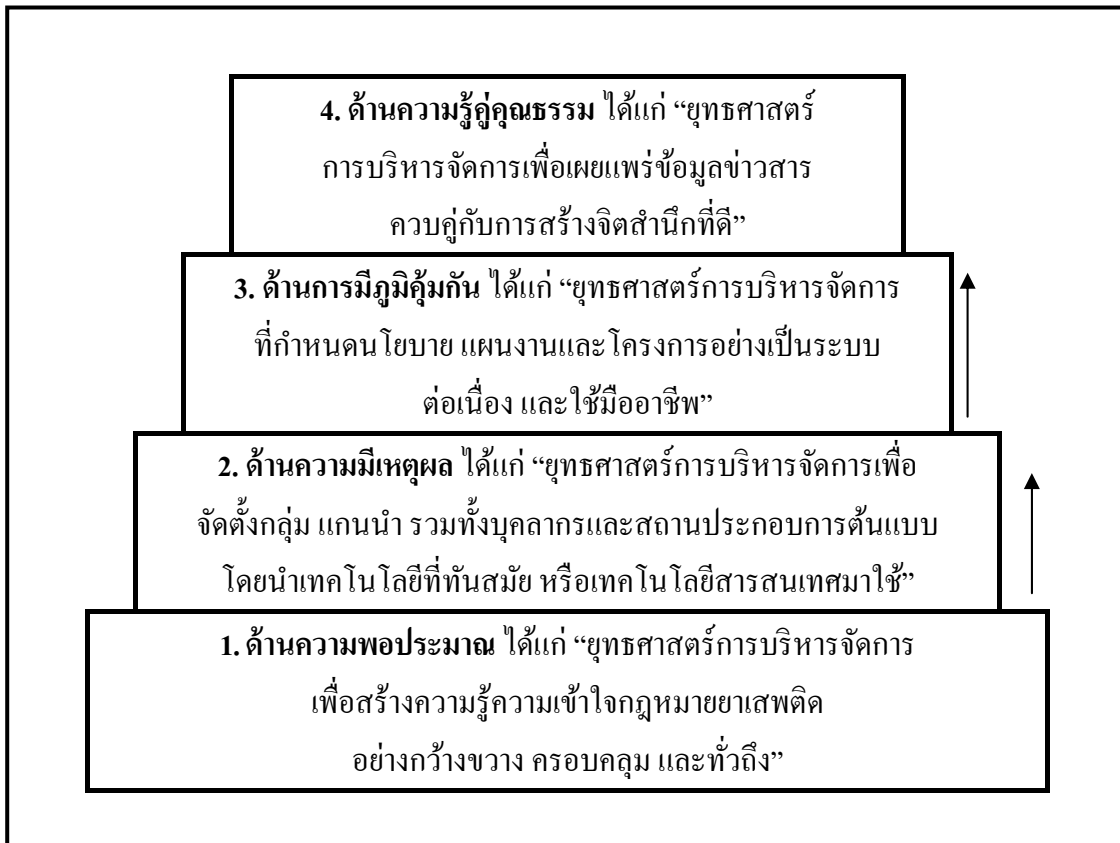 4. ด้านความรู้คู่คุณธรรม ได้แก่ “ยุทธศาสตร์
การบริหารจัดการเพื่อเผยแพร่ข้อมูลข่าวสาร
ควบคู่กับการสร้างจิตสำนึกที่ดี”
3. ด้านการมีภูมิคุ้มกัน ได้แก่ “ยุทธศาสตร์การบริหารจัดการ
ที่กำหนดนโยบาย แผนงานและโครงการอย่างเป็นระบบ
ต่อเนื่อง และใช้มืออาชีพ”
2. ด้านความมีเหตุผล ได้แก่ “ยุทธศาสตร์การบริหารจัดการเพื่อ
จัดตั้งกลุ่ม แกนนำ รวมทั้งบุคลากรและสถานประกอบการต้นแบบ
โดยนำเทคโนโลยีที่ทันสมัย หรือเทคโนโลยีสารสนเทศมาใช้”
1. ด้านความพอประมาณ ได้แก่ “ยุทธศาสตร์การบริหารจัดการ
เพื่อสร้างความรู้ความเข้าใจกฎหมายยาเสพติด
อย่างกว้างขวาง ครอบคลุม และทั่วถึง”